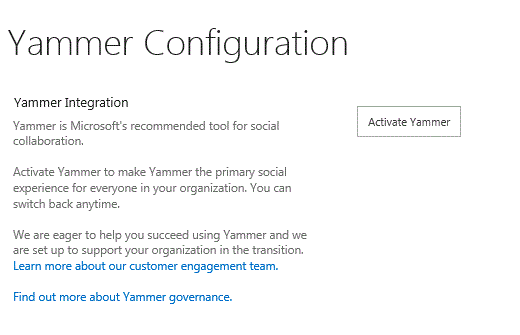 Yammer Configuration
Yammer Integration
Yammer is Microsoft's recommended tool for social
collaboration.
Activate Yammer
Activate Yammer to make Yammer the primary social
experience for everyone in your organization. You can
switch back anytime.
We are eager to help you succeed using Yammer and we
are set up to support your organization in the transition.
Learn more about our customer engagement team.
Find out more about Yammer governance.